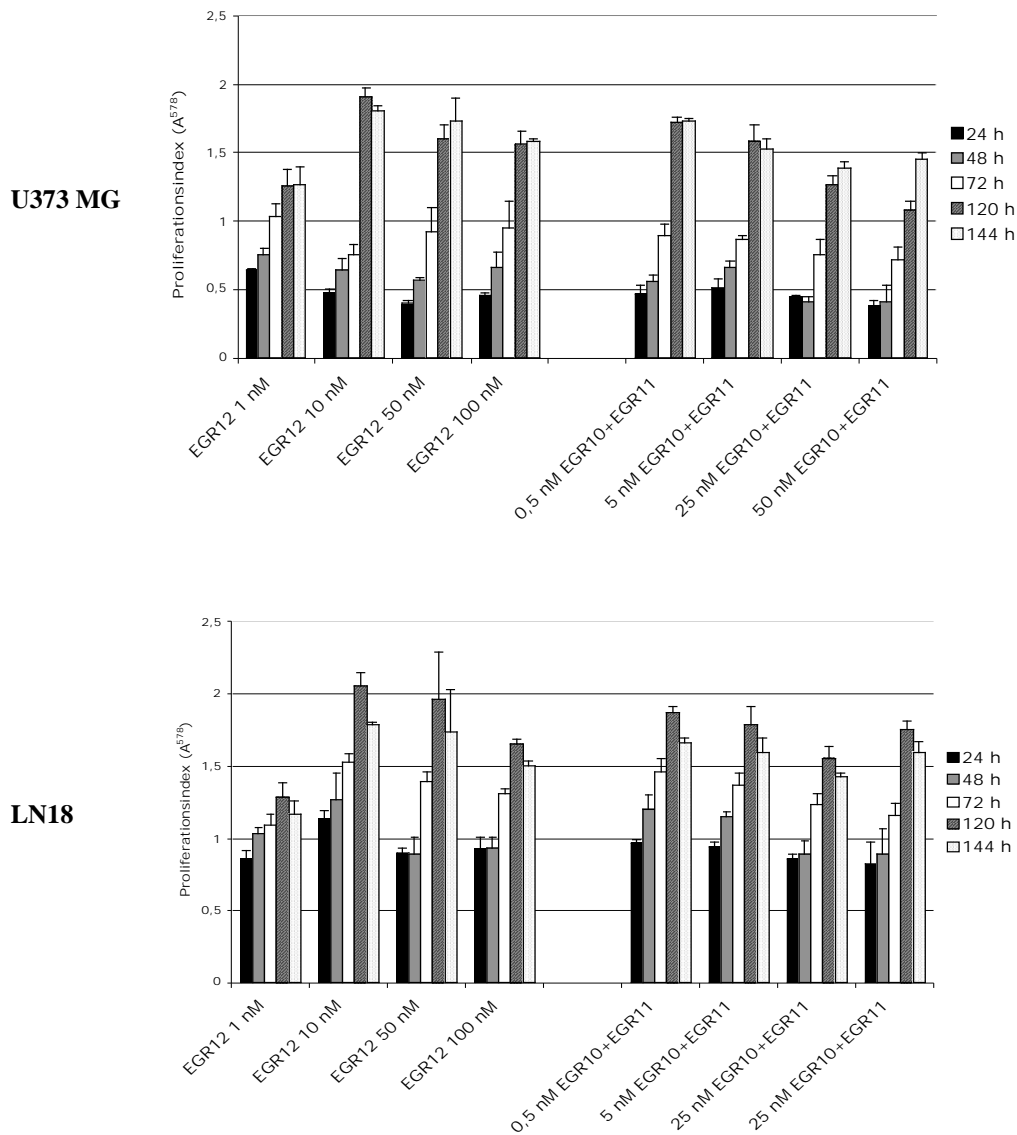 U373 MG
Proliferationsindex (A578)
2,5
2
1,5
1
0,5
0
EGR12 1 nM
EGR12 10 nM
EGR12 50 nM
EGR12 100 nM
0,5 nM EGR10+EGR11
5 nM EGR10+EGR11
25 nM EGR10+EGR11
50 nM EGR10+EGR11
24 h
48 h
72 h
120 h
144 h
LN18
Proliferationsindex (A578)
2,5
2
1,5
1
0,5
0
EGR12 1 nM
EGR12 10 nM
EGR12 50 nM
EGR12 100 nM
0,5 nM EGR10+EGR11
5 nM EGR10+EGR11
25 nM EGR10+EGR11
25 nM EGR10+EGR11
24 h
48 h
72 h
120 h
144 h